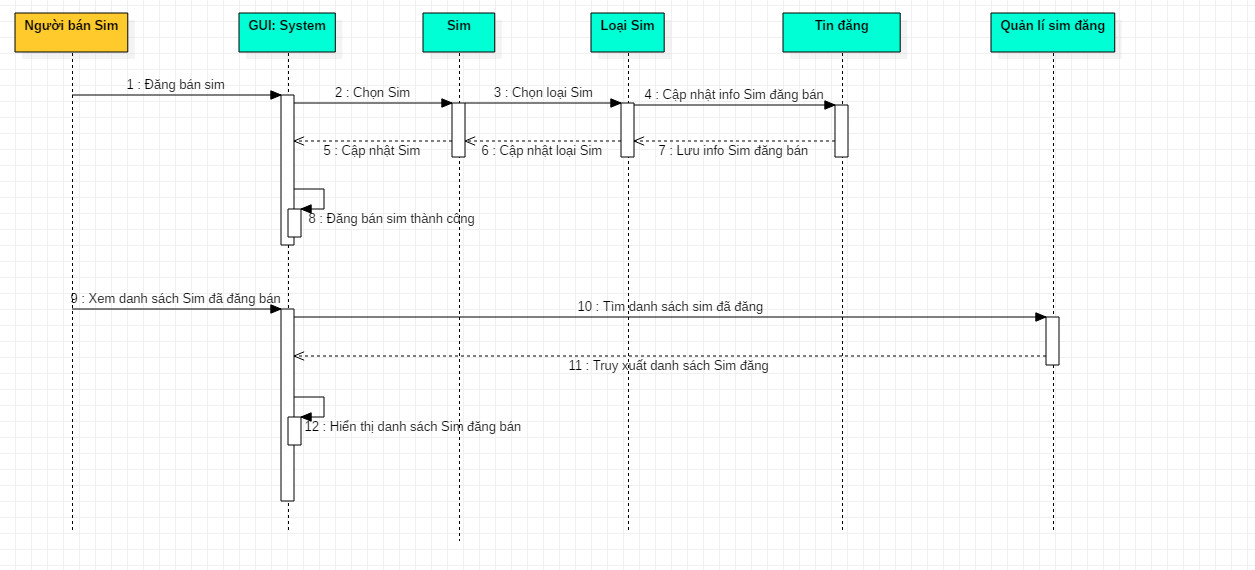 Người bán Sim
GUI: System
Sim
Loại Sim
Tin đăng
Quản lí sim đăng
1 : Đăng bán sim
2 : Chọn Sim
3 : Chọn loại Sim
4 : Cập nhật info Sim đăng bán
5 : Cập nhật Sim
6 : Cập nhật loại Sim
7 : Lưu info Sim đăng bán
8 : Đăng bán sim thành công
9 : Xem danh sách Sim đã đăng bán
10 : Tìm danh sách sim đã đăng
11 : Truy xuất danh sách Sim đăng
12 : Hiển thị danh sách Sim đăng bán